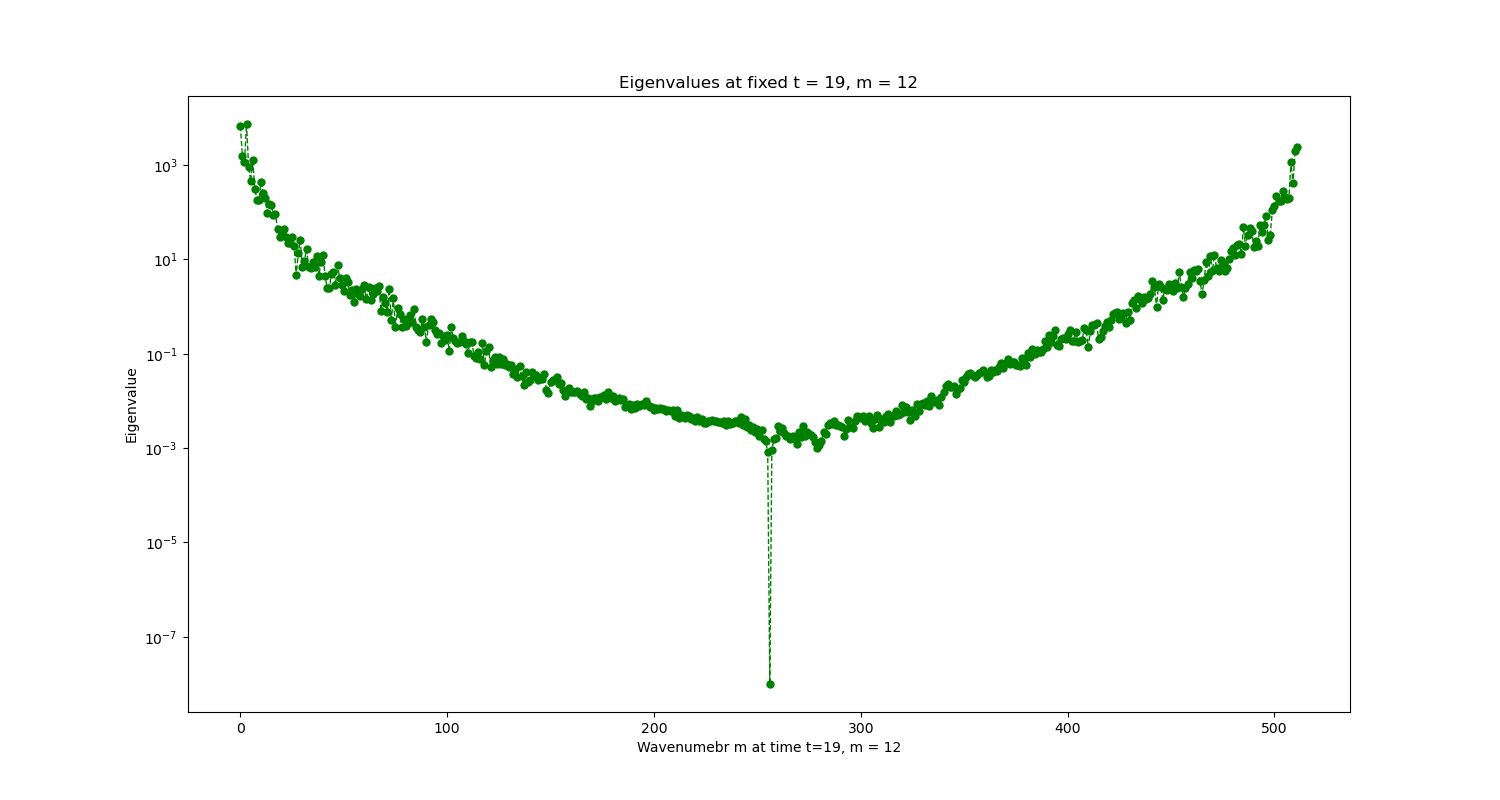 Eigenvalues at fixed t = 19, m = 12
10³
10¹
10⁻¹
10⁻³
10⁻⁵
10⁻⁷
Eigenvalue
0 100 200 300 400 500
Wavenumebr m at time t=19, m = 12